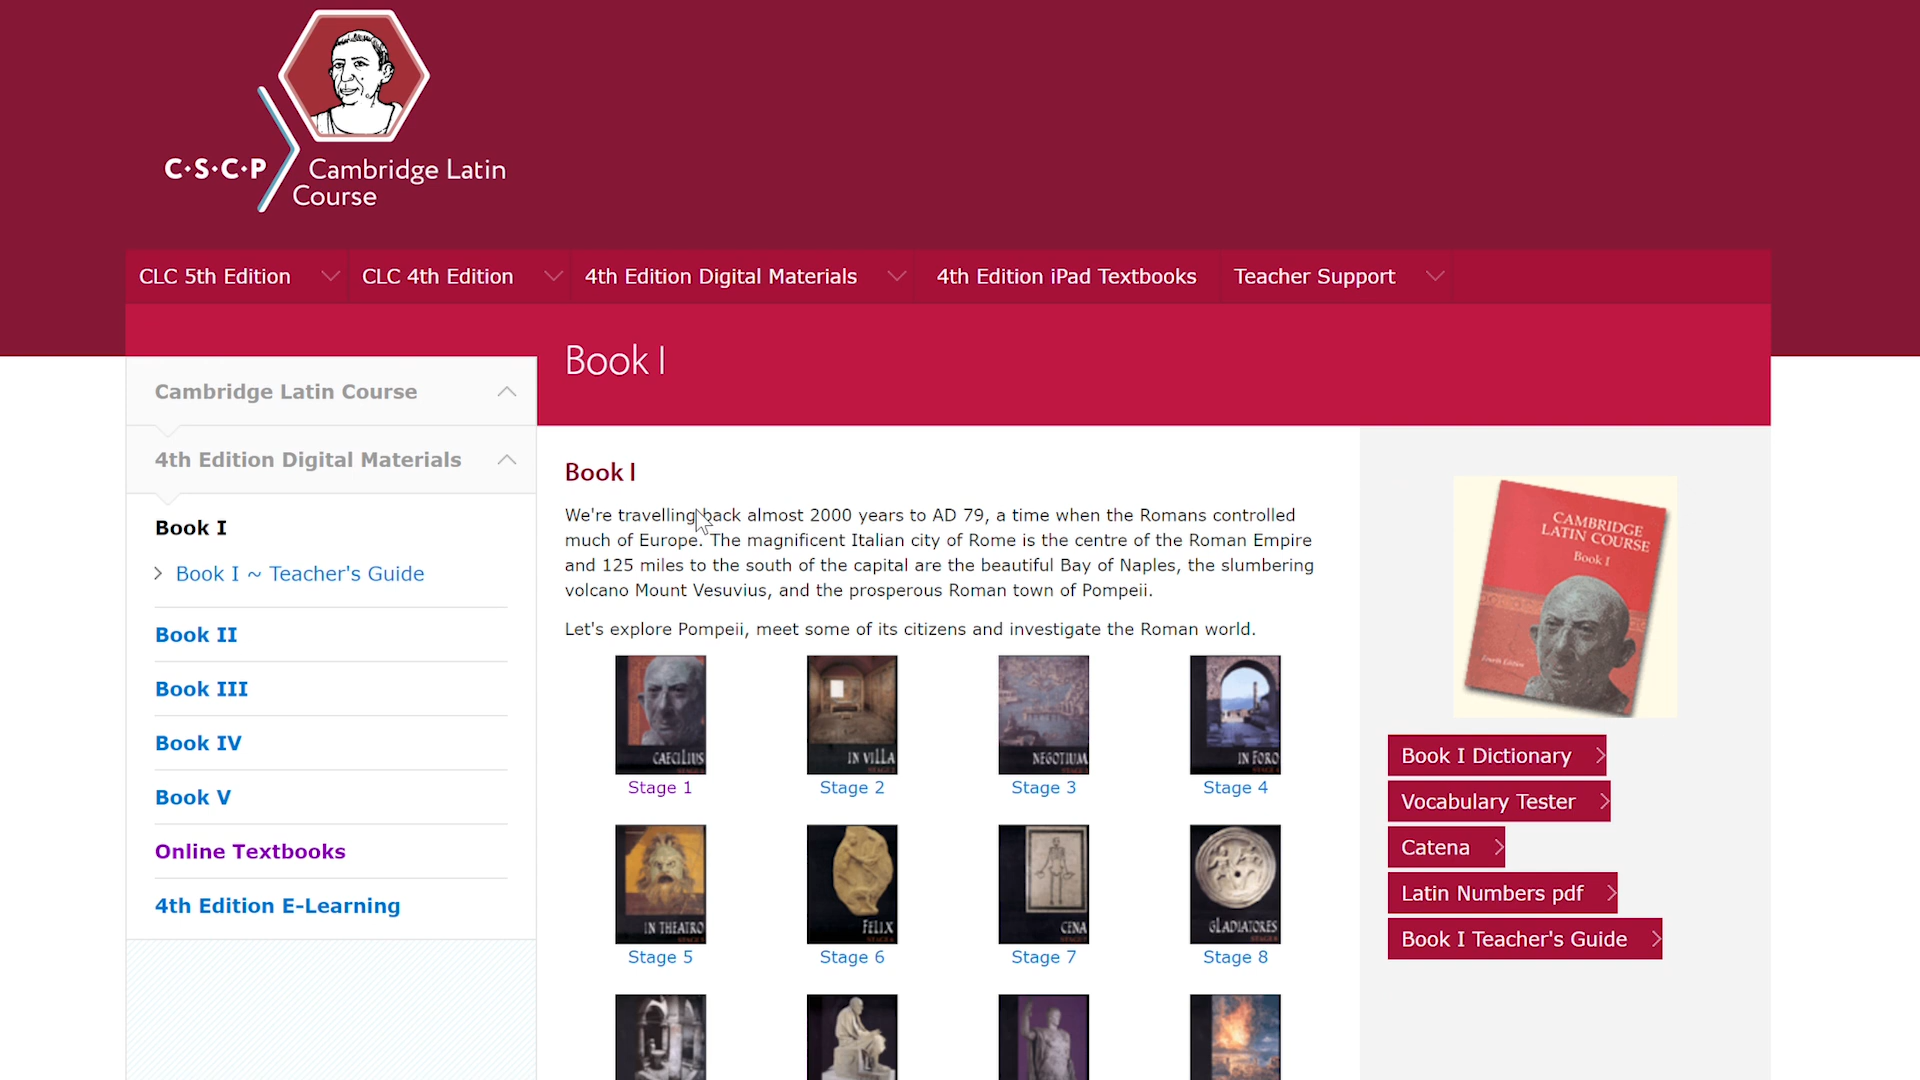 C·S·C·P Cambridge Latin
Course
CLC 5th Edition
CLC 4th Edition
4th Edition Digital Materials
4th Edition iPad Textbooks
Teacher Support
Book I
Cambridge Latin Course
4th Edition Digital Materials
Book I
Book I ~ Teacher's Guide
Book II
Book III
Book IV
Book V
Online Textbooks
4th Edition E-Learning
Book I
We're travelling back almost 2000 years to AD 79, a time when the Romans controlled
much of Europe. The magnificent Italian city of Rome is the centre of the Roman Empire
and 125 miles to the south of the capital are the beautiful Bay of Naples, the slumbering
volcano Mount Vesuvius, and the prosperous Roman town of Pompeii.
Let's explore Pompeii, meet some of its citizens and investigate the Roman world.
CAECILIUS
IN VILLA
NEGOTIUM
IN FORO
Stage 1
Stage 2
Stage 3
Stage 4
IN THEATRO
FELIX
CENA
GLADIATORES
Stage 5
Stage 6
Stage 7
Stage 8
CAMBRIDGE
LATIN COURSE
Book I
Fourth Edition
Book I Dictionary
Vocabulary Tester
Catena
Latin Numbers pdf
Book I Teacher's Guide